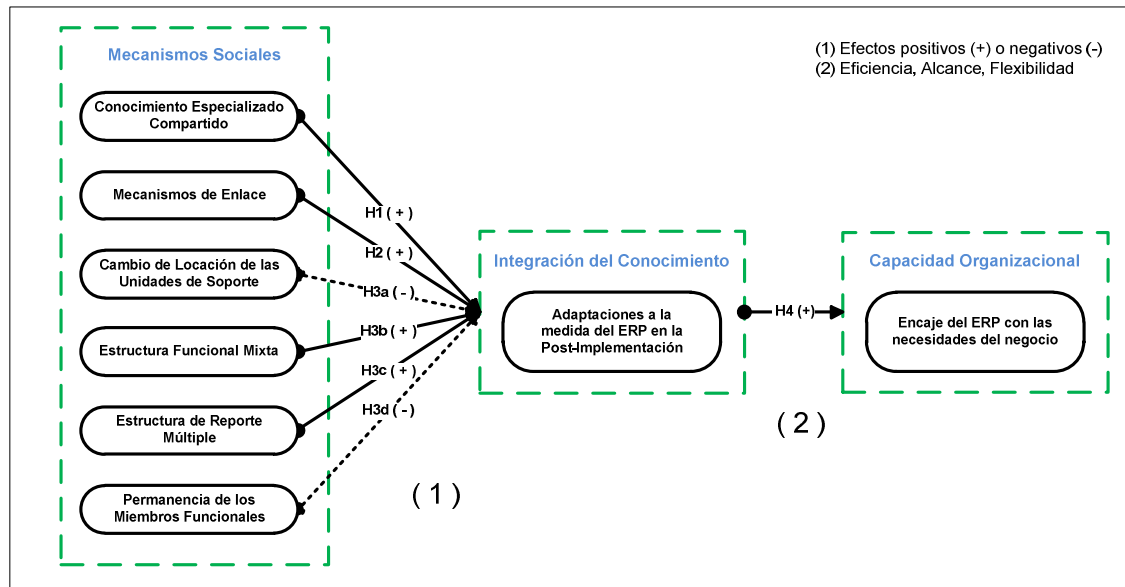 Mecanismos Sociales
(1) Efectos positivos (+) o negativos (-)
(2) Eficiencia, Alcance, Flexibilidad
Conocimiento Especializado
Compartido
Mecanismos de Enlace
Cambio de Locación de las
Unidades de Soporte
Estructura Funcional Mixta
Estructura de Reporte
Múltiple
Permanencia de los
Miembros Funcionales
H1 ( + )
H2 ( + )
H3a ( - )
H3b ( + )
H3c ( + )
H3d ( - )
( 1 )
Integración del Conocimiento
Adaptaciones a la
medida del ERP en la
Post-Implementación
H4 (+)
( 2 )
Capacidad Organizacional
Encaje del ERP con las
necesidades del negocio